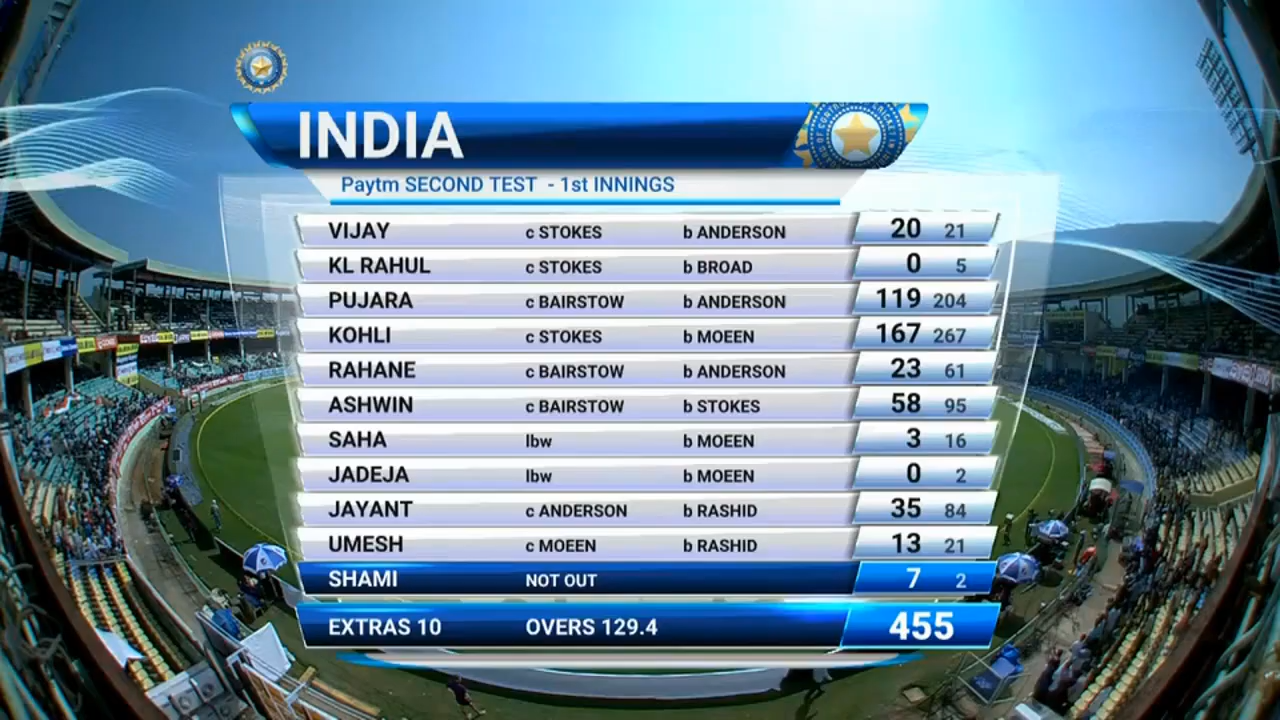 INDIA
Paytm SECOND TEST - 1st INNINGS
VIJAY c STOKES b ANDERSON 20 21
KL RAHUL c STOKES b BROAD 0 5
PUJARA c BAIRSTOW b ANDERSON 119 204
KOHLI c STOKES b MOEEN 167 267
RAHANE c BAIRSTOW b ANDERSON 23 61
ASHWIN c BAIRSTOW b STOKES 58 95
SAHA lbw b MOEEN 3 16
JADEJA lbw b MOEEN 0 2
JAYANT c ANDERSON b RASHID 35 84
UMESH c MOEEN b RASHID 13 21
SHAMI NOT OUT 7 2
EXTRAS 10 OVERS 129.4 455